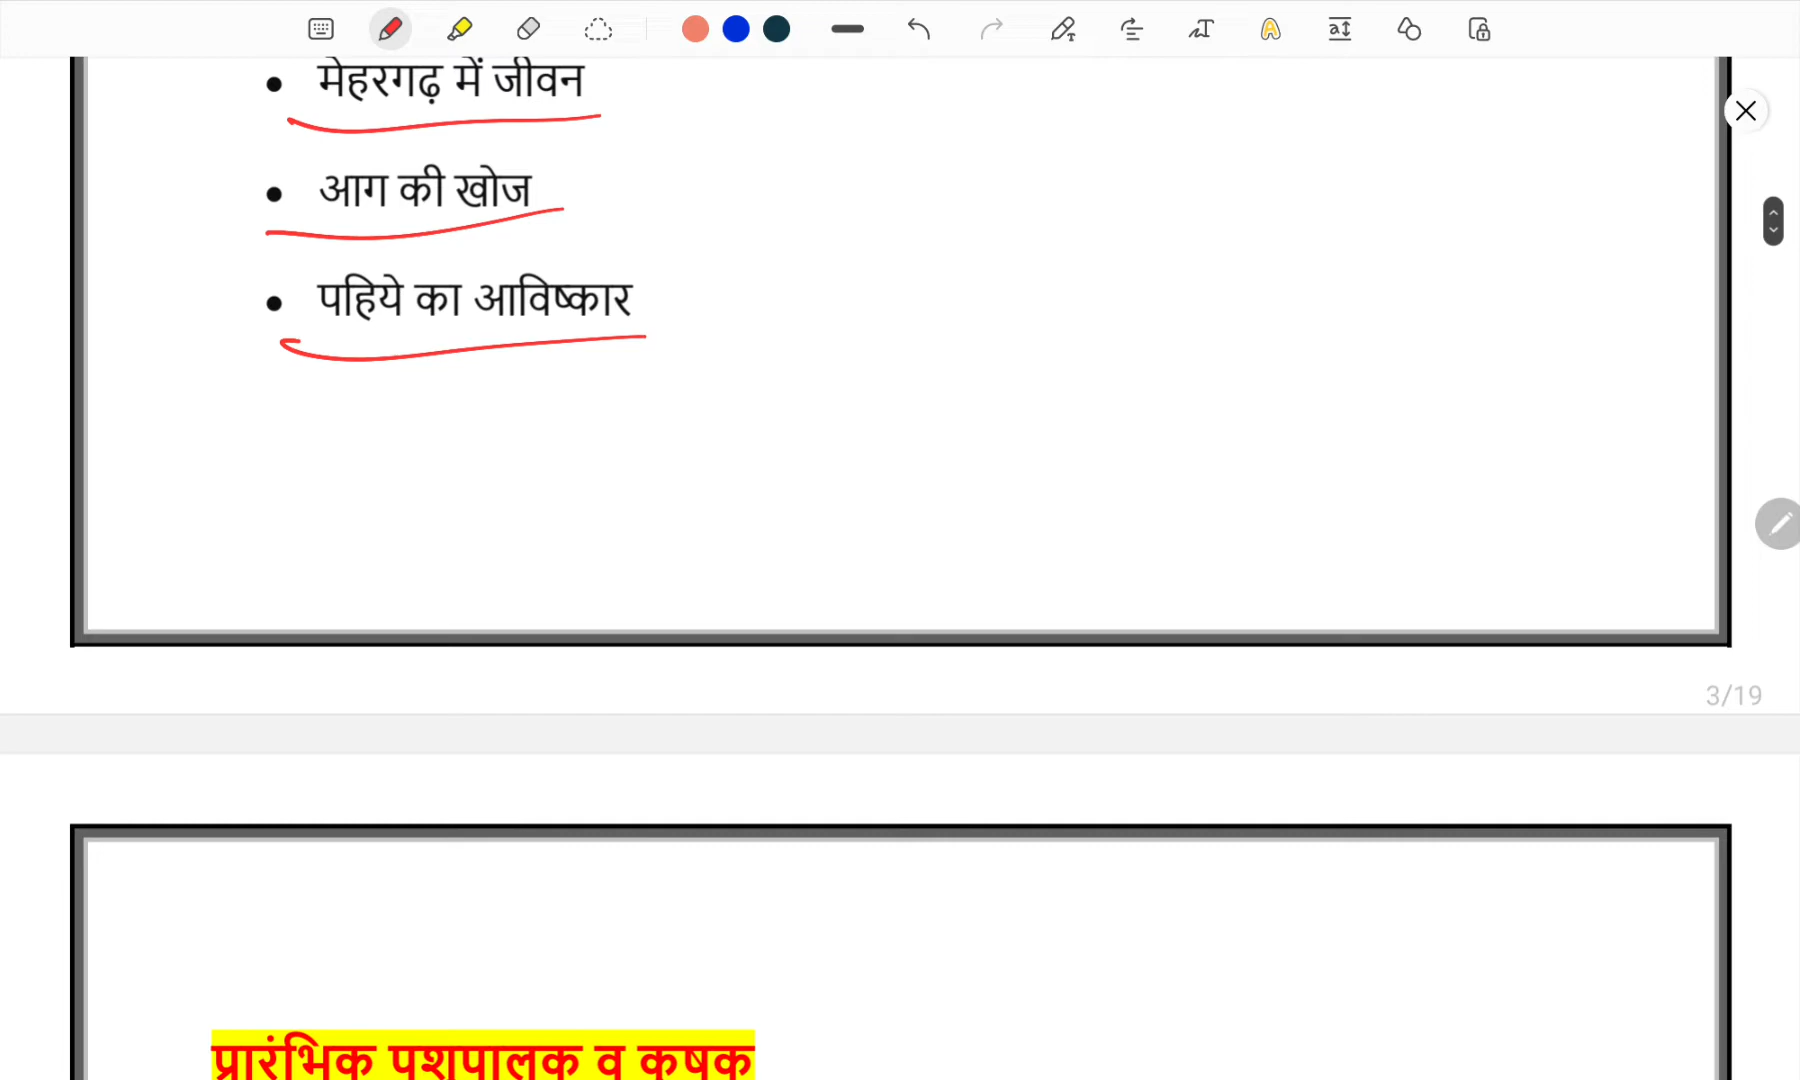 • मेहरगढ़ में जीवन
• आग की खोज
• पहिये का आविष्कार
3/19
प्रारंभिक पशुपालक व कृषक